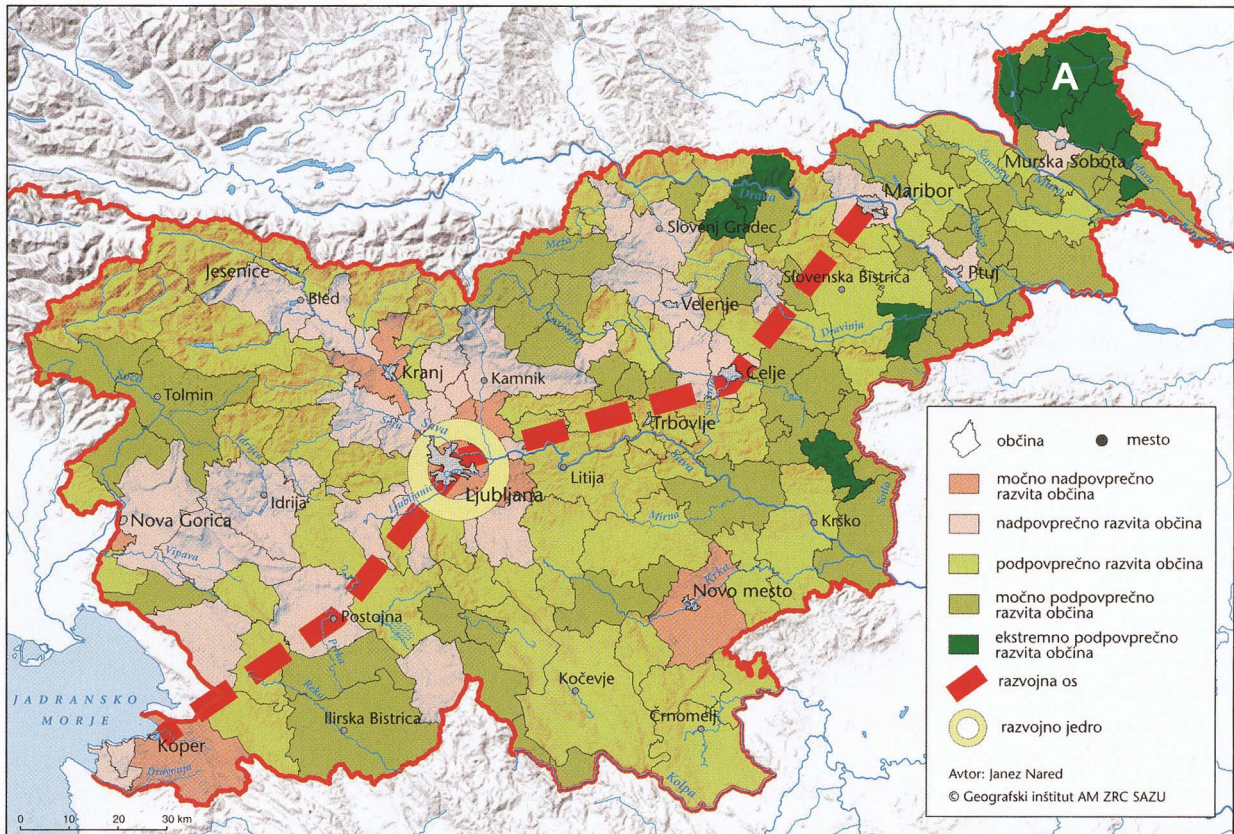 A
Murska Sobota
Ščavnica
Mura
Ledava
Maribor
Drava
Slovenj Gradec
Meža
Pesnica
Ptuj
Slovenska Bistrica
Jesenice
Bled
Velenje
Savinja
Dravinja
Kranj
Kamnik
Celje
Savinja
Soča
Tolmin
Trbovlje
Sora
Sava
Idrijca
Litija
Sava
Ljubljana
Ljubljanica
Sotla
Idrija
Mirna
Krško
Nova Gorica
Vipava
Krka
Novo mesto
Postojna
Pivka
Reka
Kočevje
Ilirska Bistrica
Črnomelj
JADRANSKO
MORJE
Koper
Dragonja
Kolpa
0 10 20 30 km
občina mesto
močno nadpovprečno
razvita občina
nadpovprečno razvita občina
podpovprečno razvita občina
močno podpovprečno
razvita občina
ekstremno podpovprečno
razvita občina
razvojna os
razvojno jedro
Avtor: Janez Nared
© Geografski inštitut AM ZRC SAZU